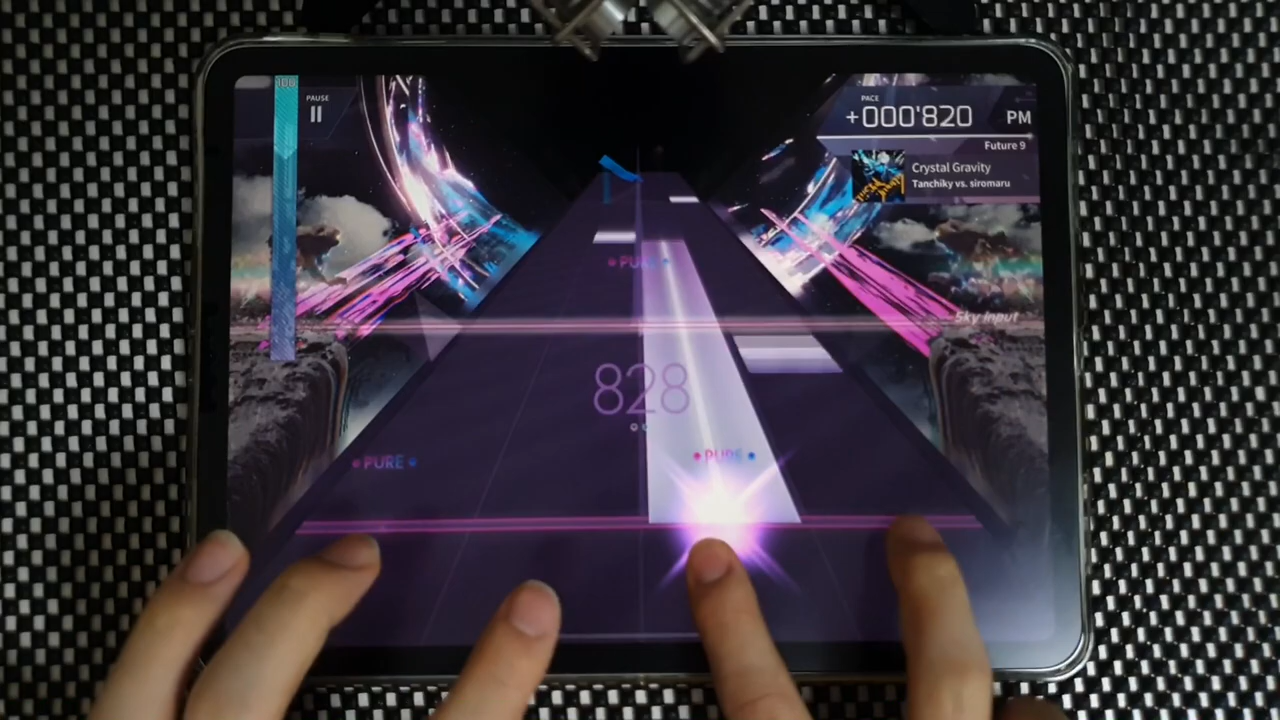 100
PAUSE
PACE
+000'820
PM
Future 9
Crystal Gravity
Tanchiky vs. siromaru
PURE
Sky Input
828
PURE
PURE